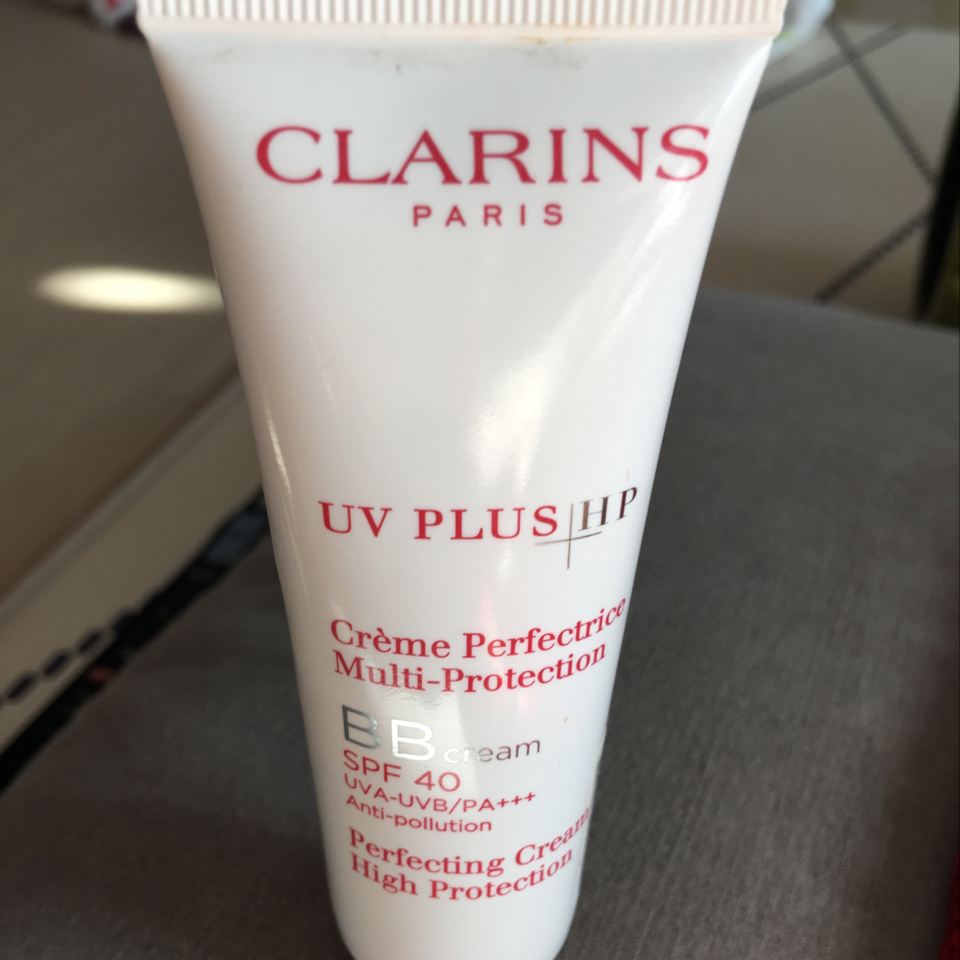 CLARINS
PARIS
UV PLUS HP
Crème Perfectrice
Multi-Protection
BB cream
SPF 40
UVA-UVB/PA+++
Anti-pollution
Perfecting Cream
High Protection